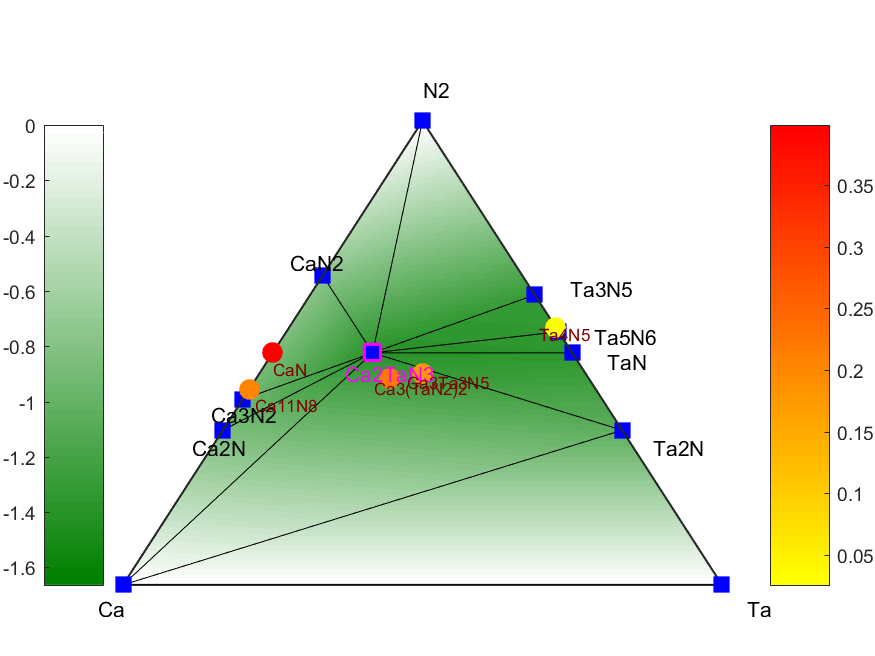 N2
0
-0.2
-0.4
-0.6
-0.8
-1
-1.2
-1.4
-1.6
0.35
0.3
0.25
0.2
0.15
0.1
0.05
CaN2
Ta3N5
Ta4N5
Ta5N6
TaN
CaN
Ca2TaN3
Ca3Ta3N5
Ca3(TaN2)2
Ca11N8
Ca3N2
Ca2N
Ta2N
Ca
Ta